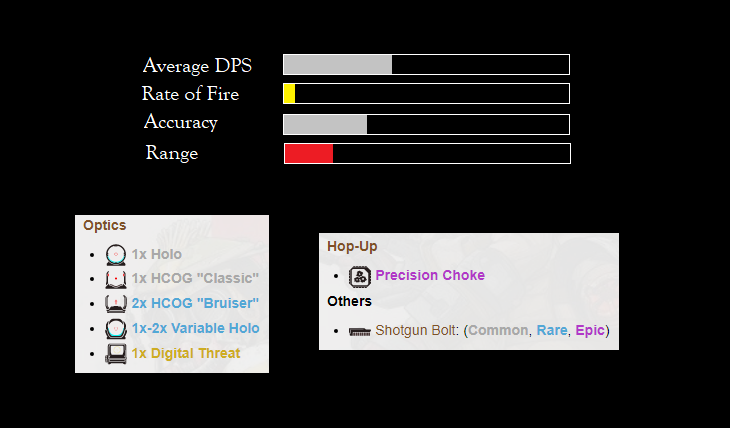 Average DPS
Rate of Fire
Accuracy
Range
Optics
1x Holo
1x HCOG "Classic"
2x HCOG "Bruiser"
1x-2x Variable Holo
1x Digital Threat
Hop-Up
Precision Choke
Others
Shotgun Bolt: (Common, Rare, Epic)